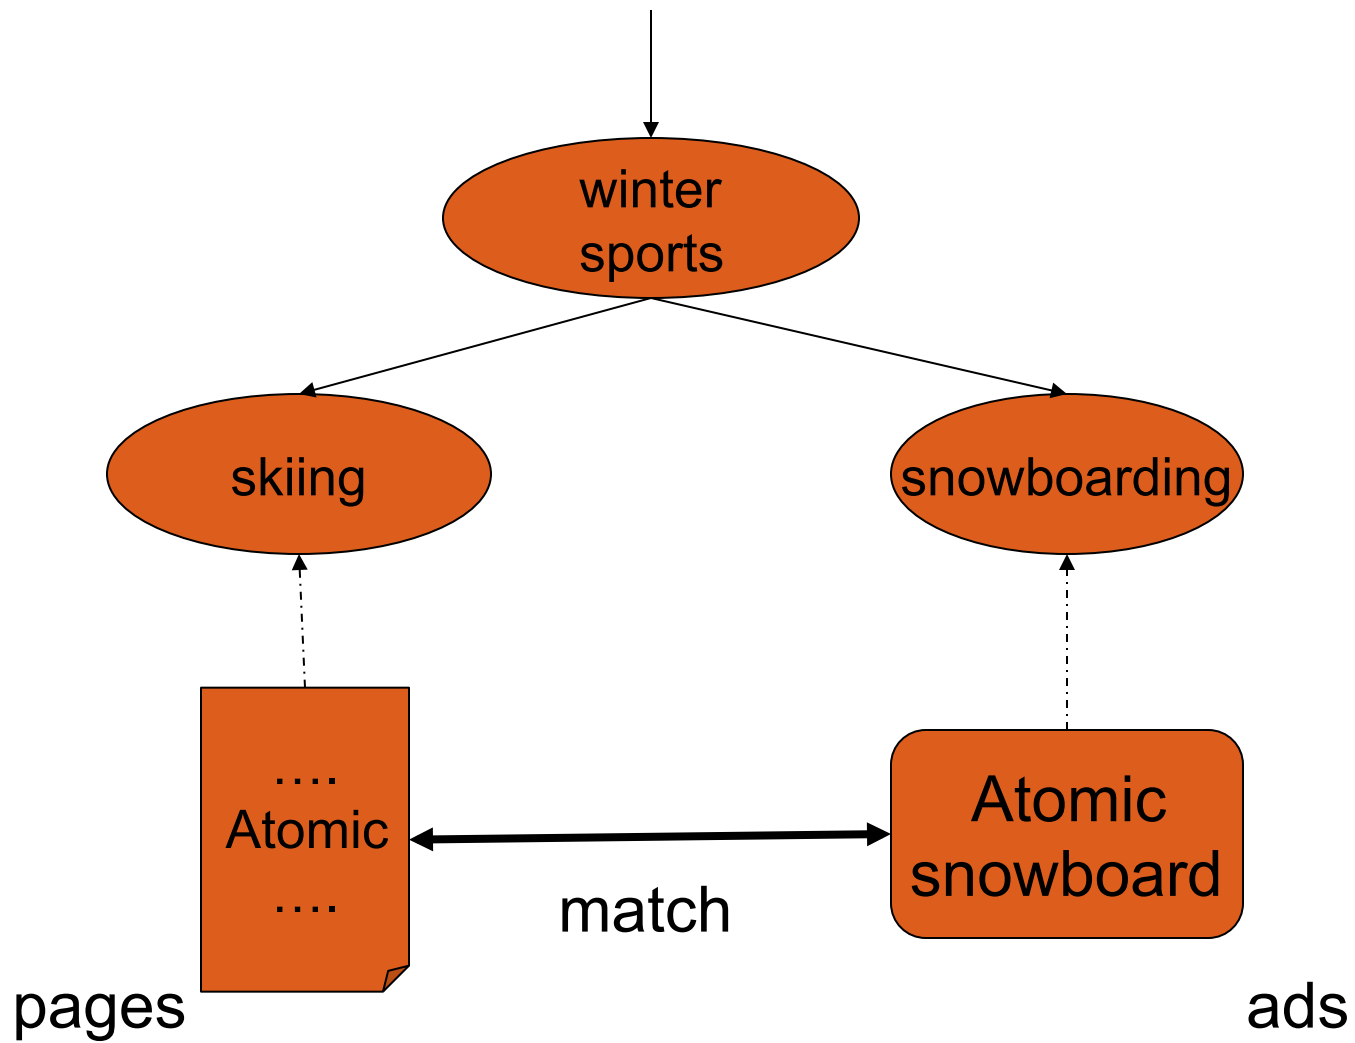 winter
sports
skiing
snowboarding
....
Atomic
....
Atomic
snowboard
match
pages
ads